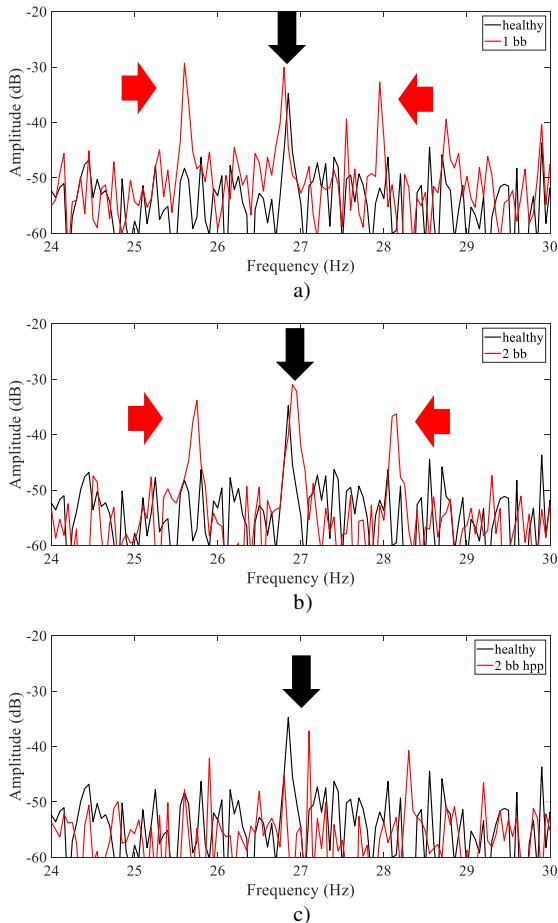 -20
healthy
1 bb
-30
-40
-50
-60
Amplitude (dB)
24 25 26 27 28 29 30
Frequency (Hz)
a)
-20
healthy
2 bb
-30
-40
-50
-60
Amplitude (dB)
24 25 26 27 28 29 30
Frequency (Hz)
b)
-20
healthy
2 bb hpp
-30
-40
-50
-60
Amplitude (dB)
24 25 26 27 28 29 30
Frequency (Hz)
c)